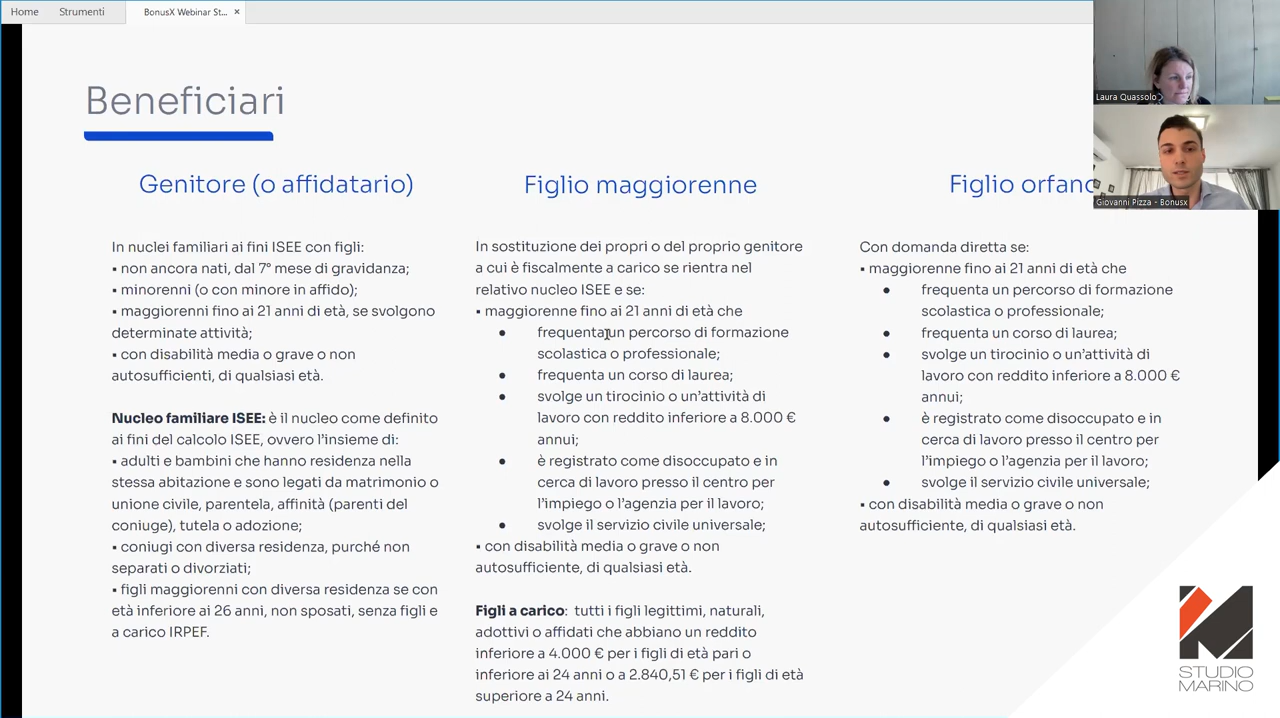 Home
Strumenti
BonusX Webinar St...
×
Laura Quassolo
Giovanni Pizza - Bonusx
Beneficiari
Genitore (o affidatario)
In nuclei familiari ai fini ISEE con figli:
▪ non ancora nati, dal 7° mese di gravidanza;
▪ minorenni (o con minore in affido);
▪ maggiorenni fino ai 21 anni di età, se svolgono
determinate attività;
▪ con disabilità media o grave o non
autosufficienti, di qualsiasi età.
Nucleo familiare ISEE: è il nucleo come definito
ai fini del calcolo ISEE, ovvero l'insieme di:
▪ adulti e bambini che hanno residenza nella
stessa abitazione e sono legati da matrimonio o
unione civile, parentela, affinità (parenti del
coniuge), tutela o adozione;
▪ coniugi con diversa residenza, purché non
separati o divorziati;
▪ figli maggiorenni con diversa residenza se con
età inferiore ai 26 anni, non sposati, senza figli e
a carico IRPEF.
Figlio maggiorenne
In sostituzione dei propri o del proprio genitore
a cui è fiscalmente a carico se rientra nel
relativo nucleo ISEE e se:
▪ maggiorenne fino ai 21 anni di età che
● frequenta un percorso di formazione
scolastica o professionale;
● frequenta un corso di laurea;
● svolge un tirocinio o un'attività di
lavoro con reddito inferiore a 8.000 €
annui;
● è registrato come disoccupato e in
cerca di lavoro presso il centro per
l'impiego o l'agenzia per il lavoro;
● svolge il servizio civile universale;
▪ con disabilità media o grave o non
autosufficiente, di qualsiasi età.
Figli a carico: tutti i figli legittimi, naturali,
adottivi o affidati che abbiano un reddito
inferiore a 4.000 € per i figli di età pari o
inferiore ai 24 anni o a 2.840,51 € per i figli di età
superiore a 24 anni.
Figlio orfano
Con domanda diretta se:
▪ maggiorenne fino ai 21 anni di età che
● frequenta un percorso di formazione
scolastica o professionale;
● frequenta un corso di laurea;
● svolge un tirocinio o un'attività di
lavoro con reddito inferiore a 8.000 €
annui;
● è registrato come disoccupato e in
cerca di lavoro presso il centro per
l'impiego o l'agenzia per il lavoro;
● svolge il servizio civile universale;
▪ con disabilità media o grave o non
autosufficiente, di qualsiasi età.
STUDIO
MARINO